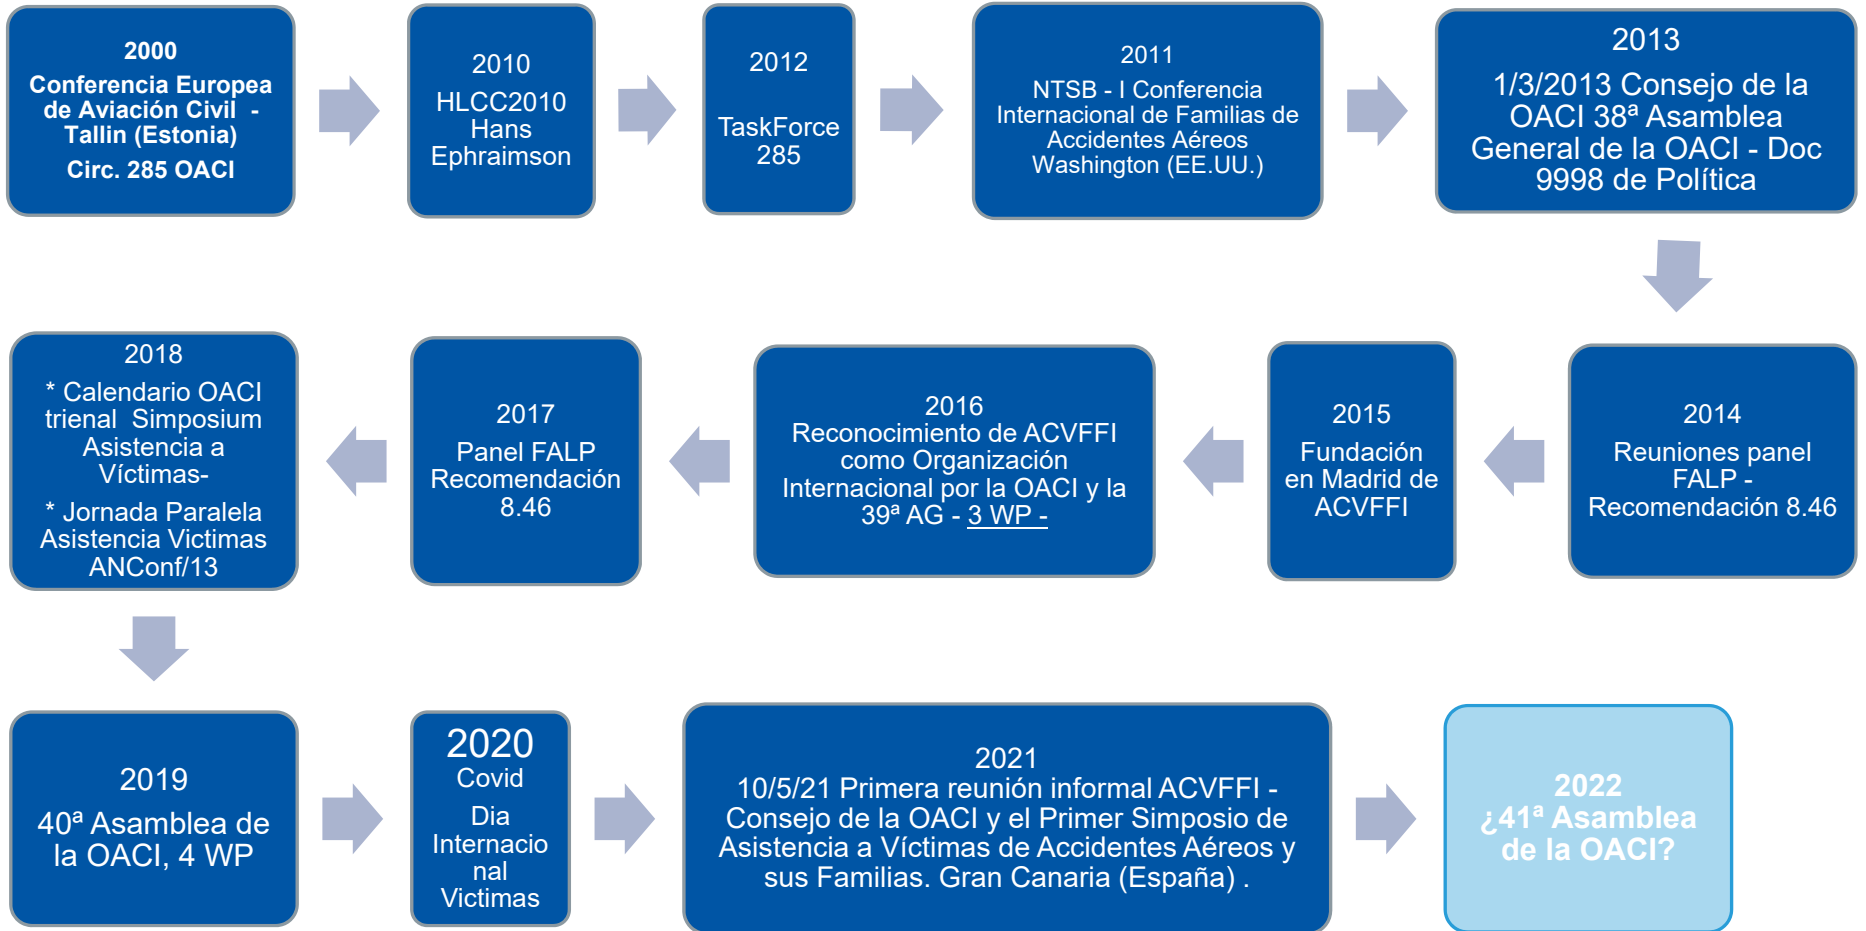 2000
Conferencia Europea
de Aviación Civil -
Tallin (Estonia)
Circ. 285 OACI
2010
HLCC2010
Hans
Ephraimson
2012
TaskForce
285
2011
NTSB - I Conferencia
Internacional de Familias de
Accidentes Aéreos
Washington (EE.UU.)
2013
1/3/2013 Consejo de la
OACI 38ª Asamblea
General de la OACI - Doc
9998 de Política
2014
Reuniones panel
FALP -
Recomendación 8.46
2015
Fundación
en Madrid de
ACVFFI
2016
Reconocimiento de ACVFFI
como Organización
Internacional por la OACI y la
39ª AG - 3 WP -
2017
Panel FALP
Recomendación
8.46
2018
* Calendario OACI
trienal Simposium
Asistencia a
Víctimas-
* Jornada Paralela
Asistencia Victimas
ANConf/13
2019
40ª Asamblea de
la OACI, 4 WP
2020
Covid
Dia
Internacio
nal
Victimas
2021
10/5/21 Primera reunión informal ACVFFI -
Consejo de la OACI y el Primer Simposio de
Asistencia a Víctimas de Accidentes Aéreos y
sus Familias. Gran Canaria (España) .
2022
¿41ª Asamblea
de la OACI?